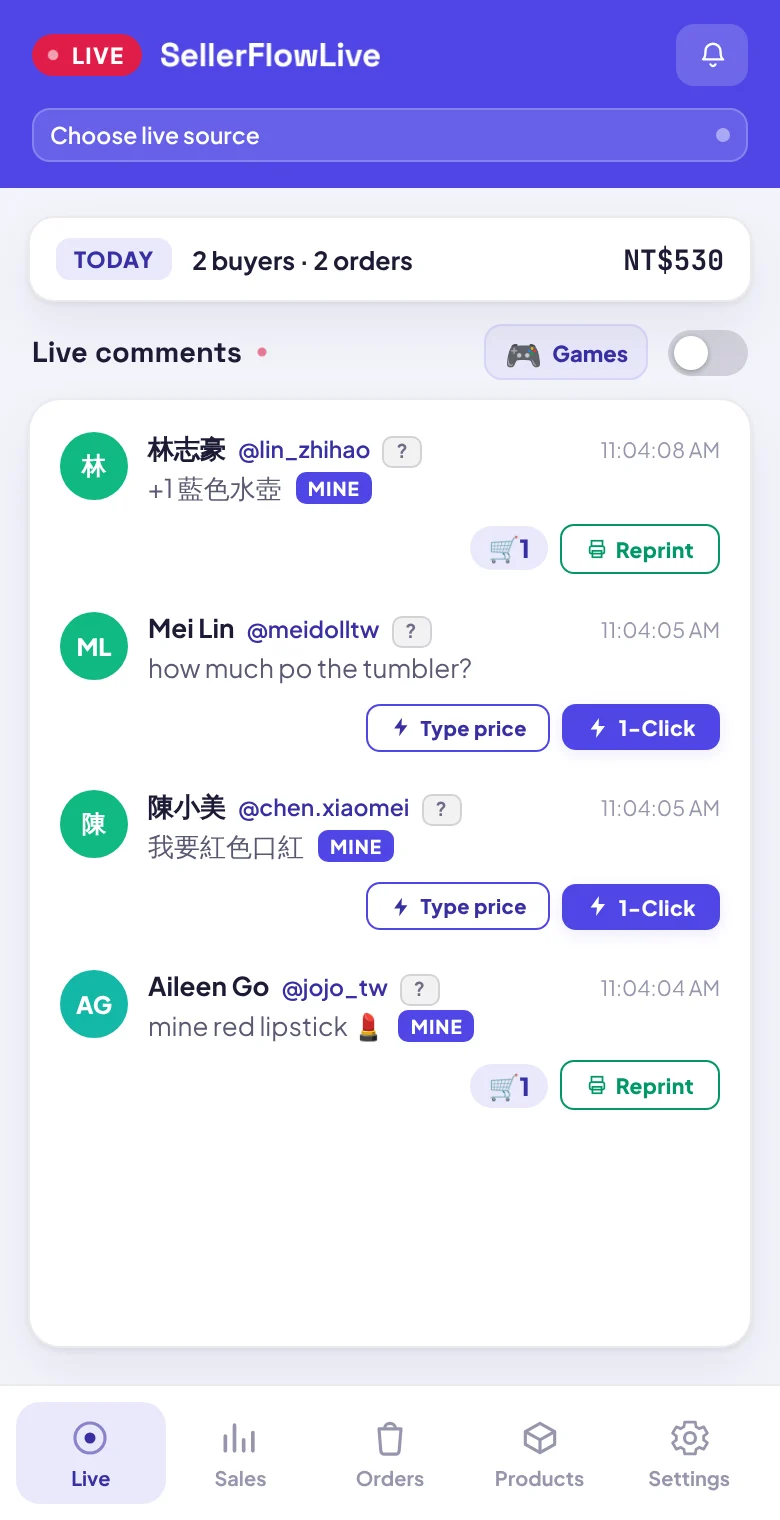 LIVE SellerFlowLive
Choose live source
TODAY 2 buyers · 2 orders NT$530
Live comments Games
林 林志豪 @lin_zhihao ? 11:04:08 AM
+1 藍色水壺 MINE
1 Reprint
ML Mei Lin @meidolltw ? 11:04:05 AM
how much po the tumbler?
Type price 1-Click
陳 陳小美 @chen.xiaomei ? 11:04:05 AM
我要紅色口紅 MINE
Type price 1-Click
AG Aileen Go @jojo_tw ? 11:04:04 AM
mine red lipstick 💄 MINE
1 Reprint
Live Sales Orders Products Settings